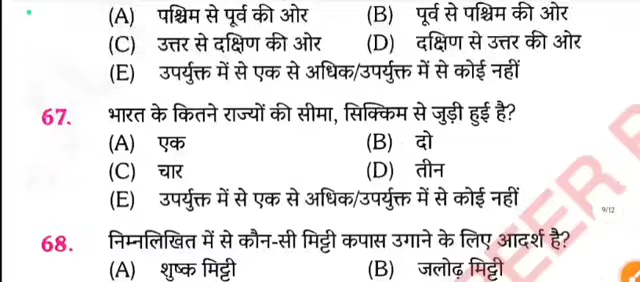 (A) पश्चिम से पूर्व की ओर (B) पूर्व से पश्चिम की ओर
(C) उत्तर से दक्षिण की ओर (D) दक्षिण से उत्तर की ओर
(E) उपर्युक्त में से एक से अधिक/उपर्युक्त में से कोई नहीं
67. भारत के कितने राज्यों की सीमा, सिक्किम से जुड़ी हुई है?
(A) एक (B) दो
(C) चार (D) तीन
(E) उपर्युक्त में से एक से अधिक/उपर्युक्त में से कोई नहीं
9/12
68. निम्नलिखित में से कौन-सी मिट्टी कपास उगाने के लिए आदर्श है?
(A) शुष्क मिट्टी (B) जलोढ़ मिट्टी